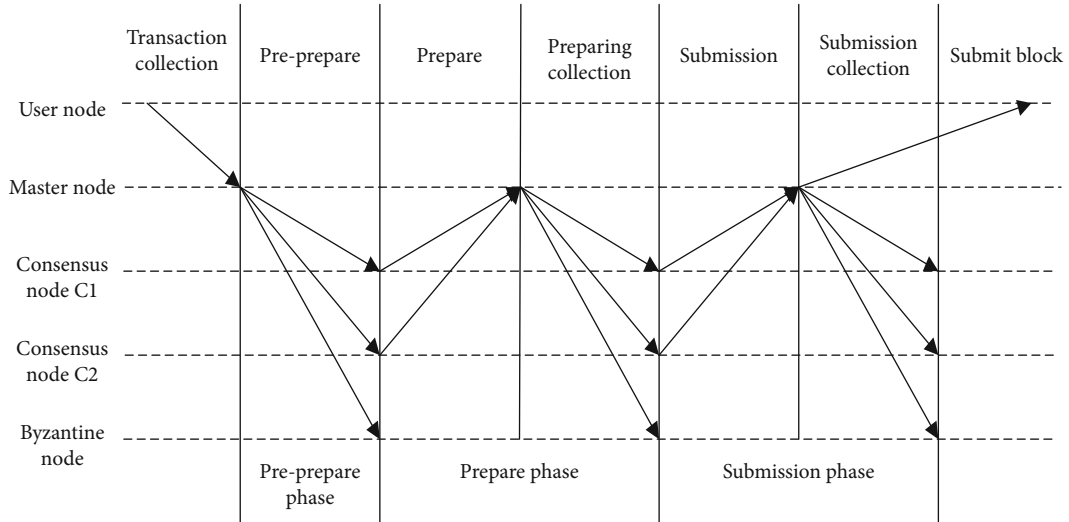 Transaction
collection
Pre-prepare
Prepare
Preparing
collection
Submission
Submission
collection
Submit block
User node
Master node
Consensus
node C1
Consensus
node C2
Byzantine
node
Pre-prepare
phase
Prepare phase
Submission phase